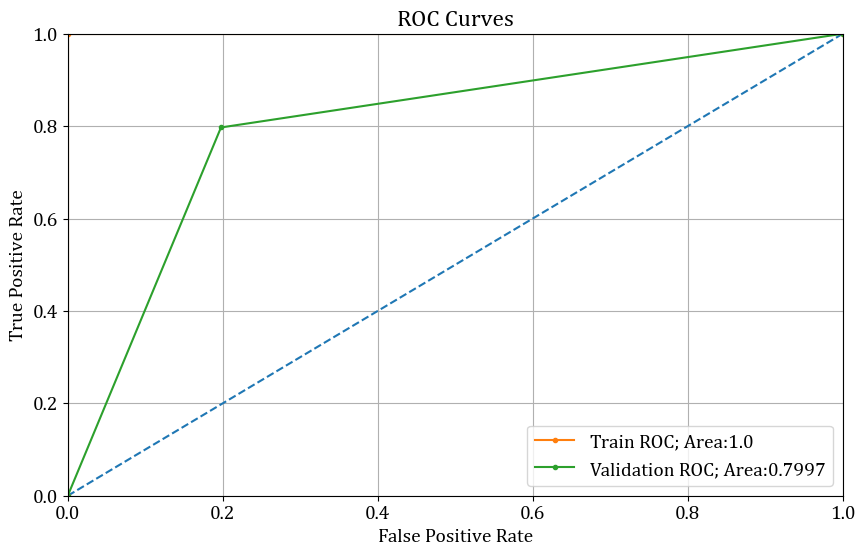 ROC Curves
True Positive Rate
1.0
0.8
0.6
0.4
0.2
0.0
Train ROC; Area:1.0
Validation ROC; Area:0.7997
0.0 0.2 0.4 0.6 0.8 1.0
False Positive Rate